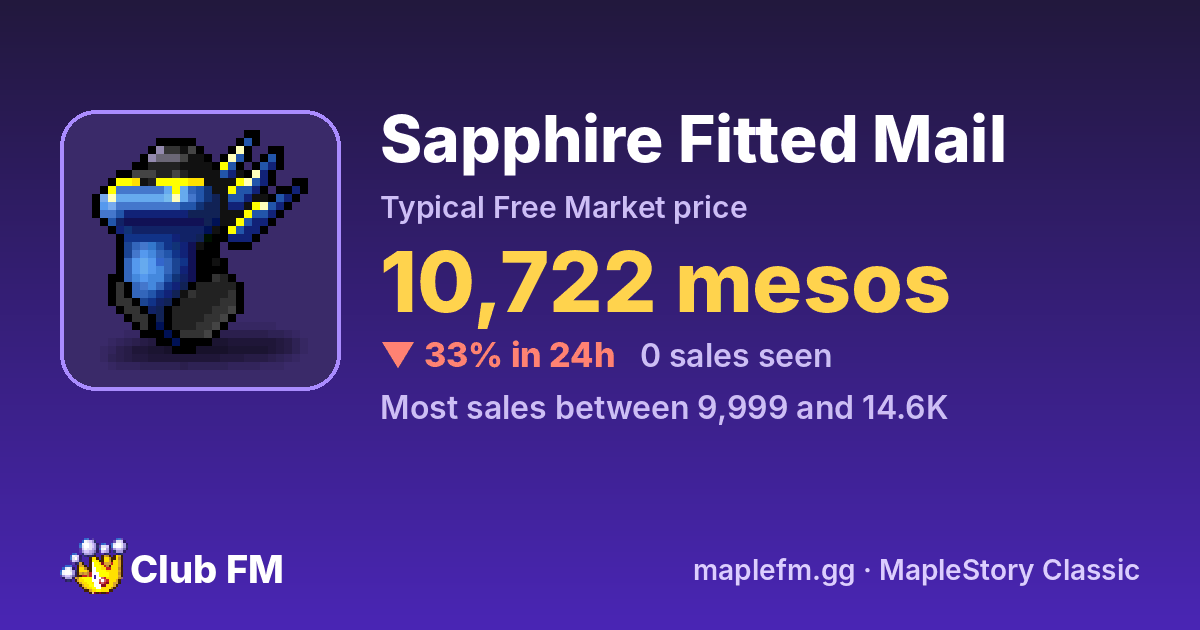 Sapphire Fitted Mail
Typical Free Market price
10,722 mesos
▼ 33% in 24h 0 sales seen
Most sales between 9,999 and 14.6K
Club FM
maplefm.gg · MapleStory Classic